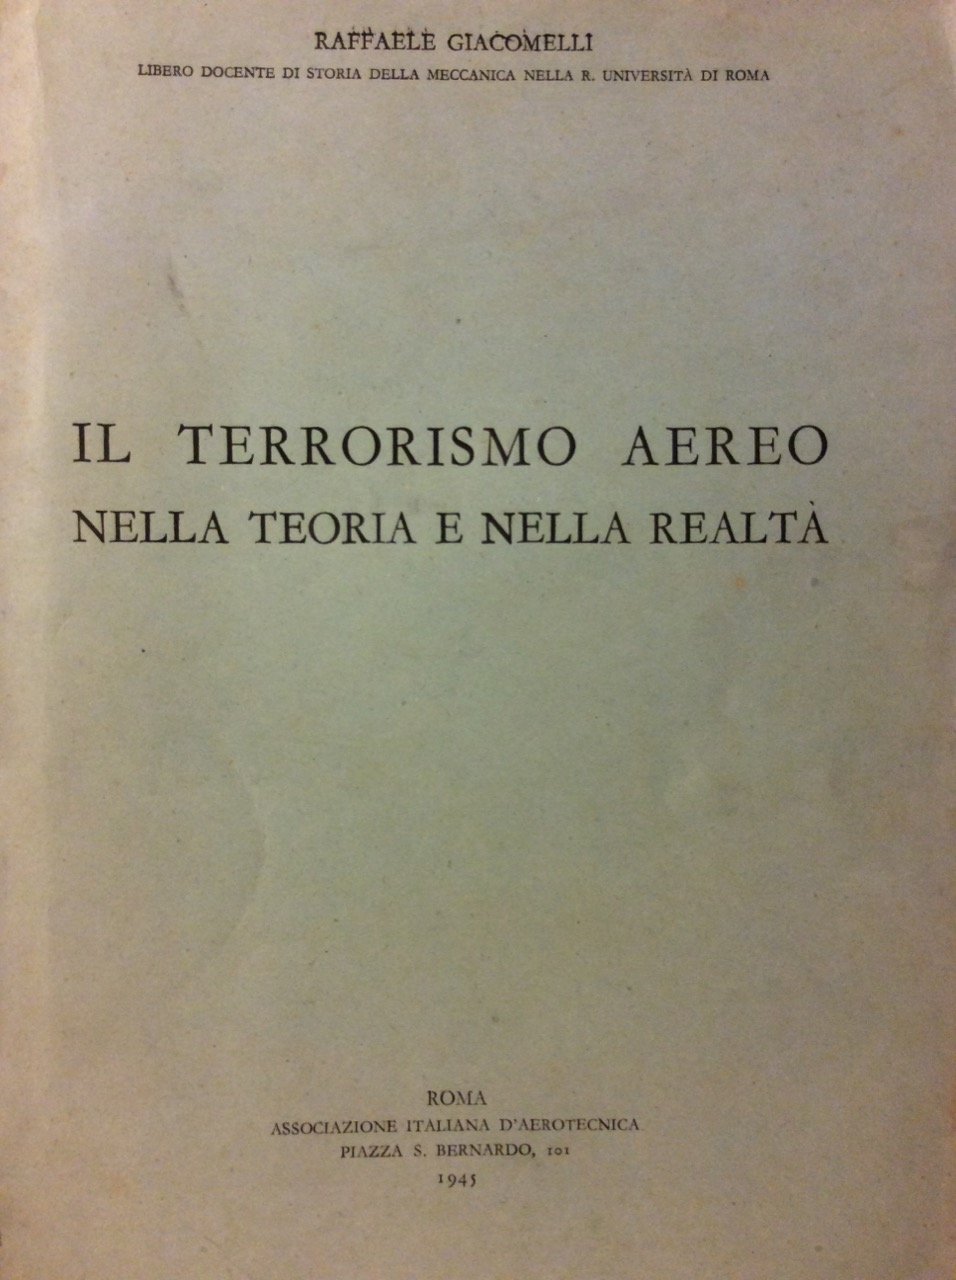 RAFFAELE GIACOMELLI
LIBERO DOCENTE DI STORIA DELLA MECCANICA NELLA R. UNIVERSITÀ DI ROMA
IL TERRORISMO AEREO
NELLA TEORIA E NELLA REALTÀ
ROMA
ASSOCIAZIONE ITALIANA D'AEROTECNICA
PIAZZA S. BERNARDO, 101
1945